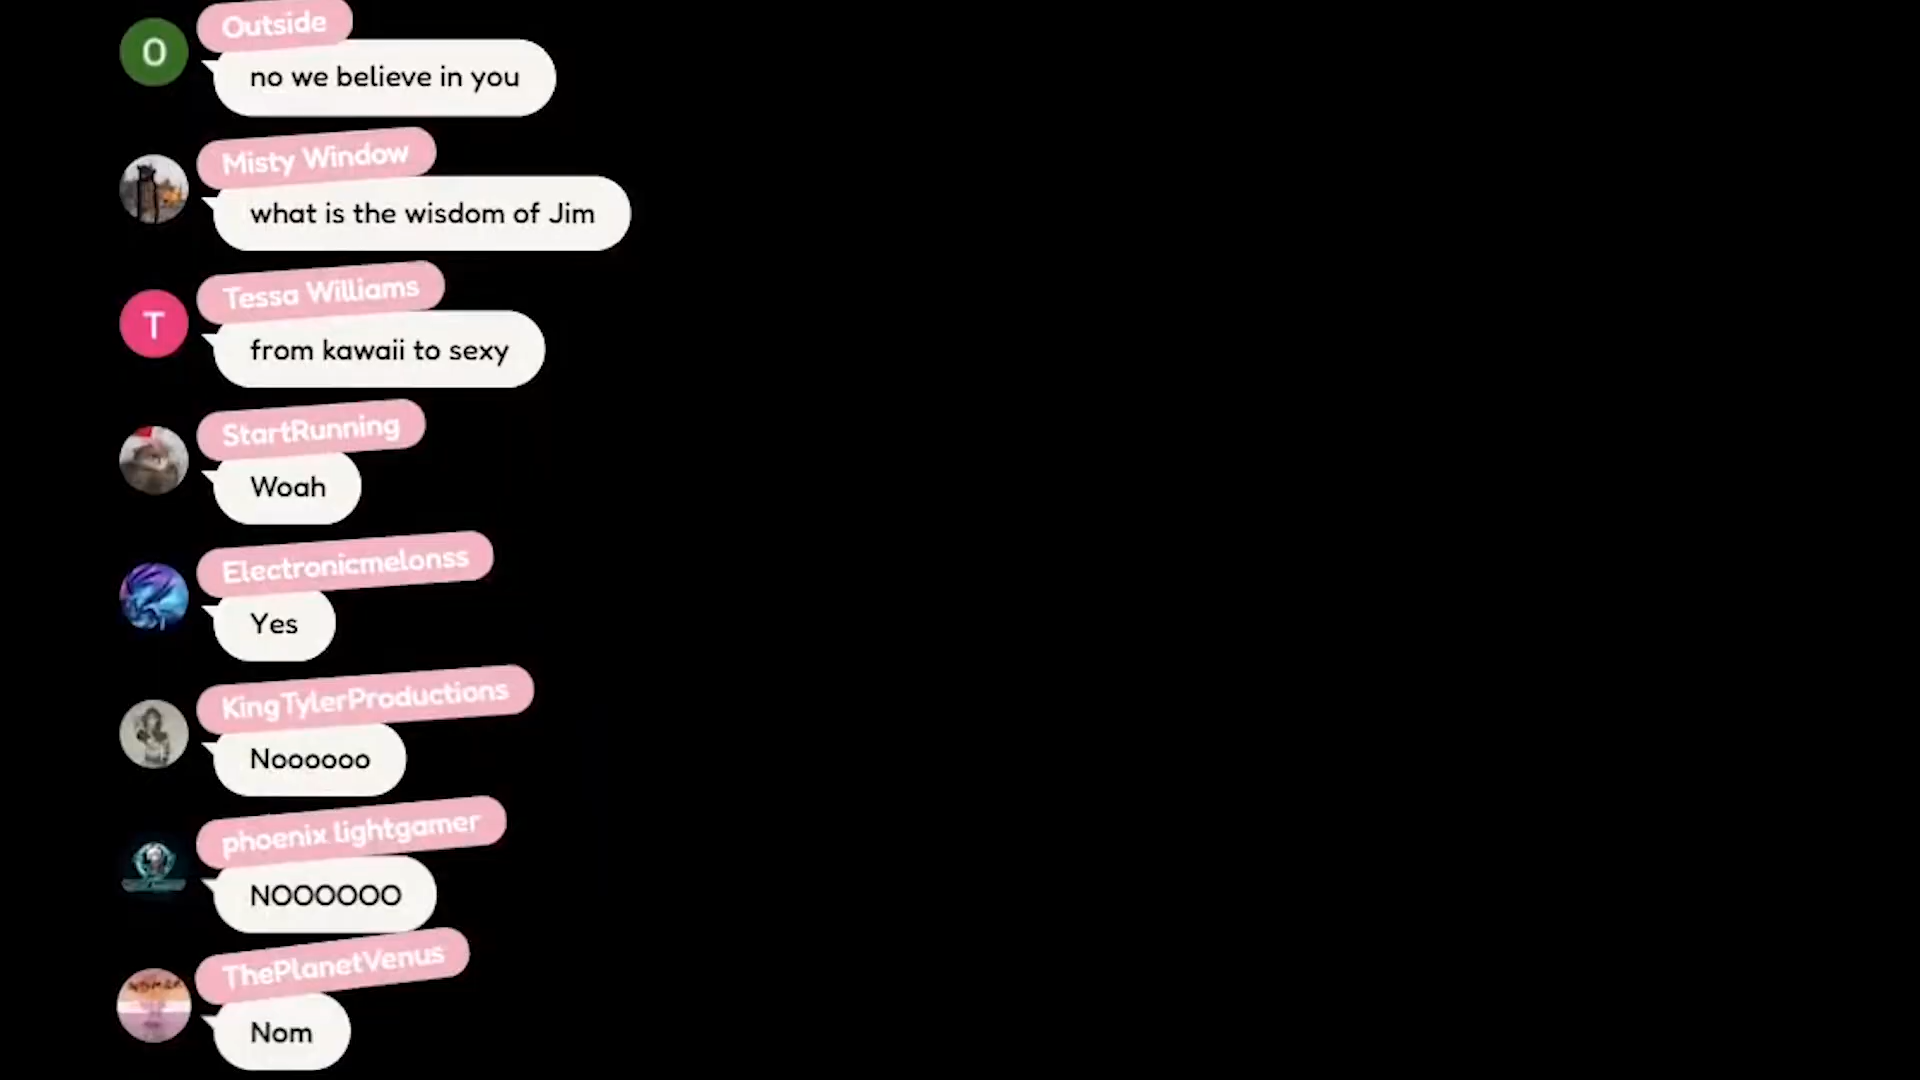 O
Outside
no we believe in you
Misty Window
what is the wisdom of Jim
T
Tessa Williams
from kawaii to sexy
StartRunning
Woah
Electronicmelonss
Yes
KingTylerProductions
Noooooo
phoenix lightgamer
NOOOOOO
ThePlanetVenus
Nom